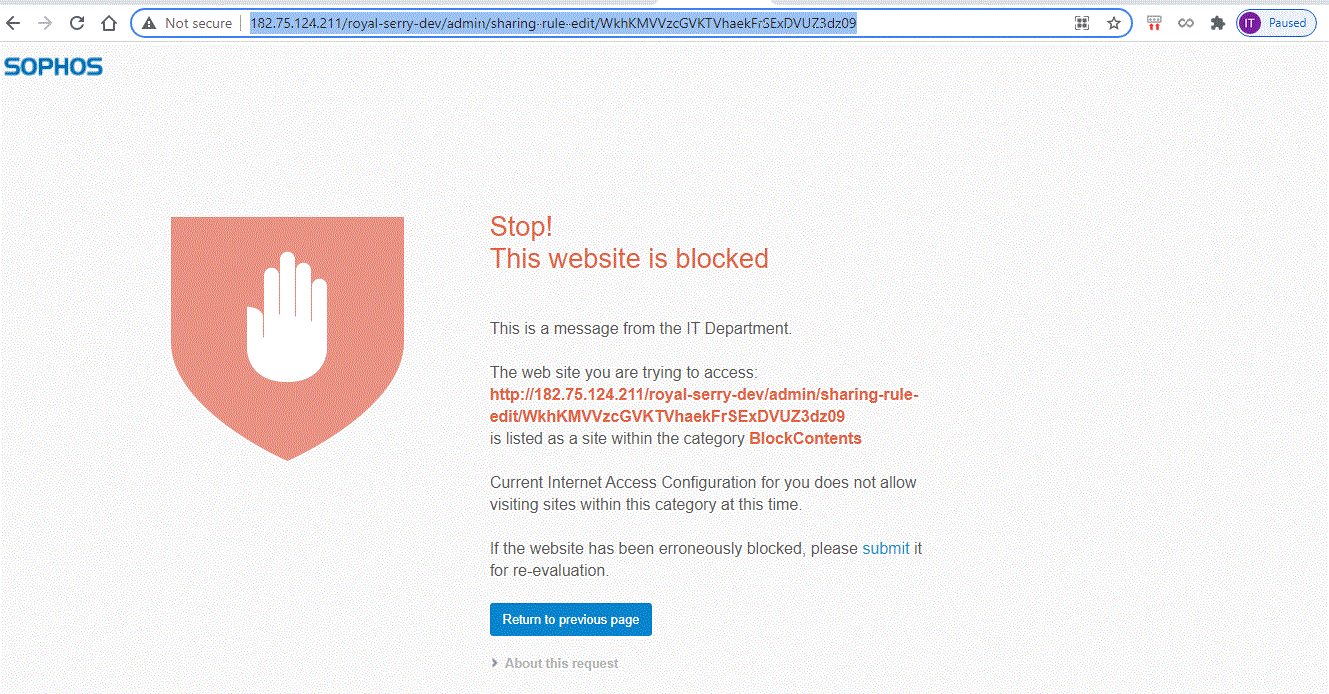 Not secure
182.75.124.211/royal-serry-dev/admin/sharing-rule-edit/WkhKMVVzcGVKTVhaekFrSExDVUZ3dz09
IT
Paused
SOPHOS
Stop!
This website is blocked
This is a message from the IT Department.
The web site you are trying to access:
http://182.75.124.211/royal-serry-dev/admin/sharing-rule-
edit/WkhKMVVzcGVKTVhaekFrSExDVUZ3dz09
is listed as a site within the category BlockContents
Current Internet Access Configuration for you does not allow
visiting sites within this category at this time.
If the website has been erroneously blocked, please submit it
for re-evaluation.
Return to previous page
About this request